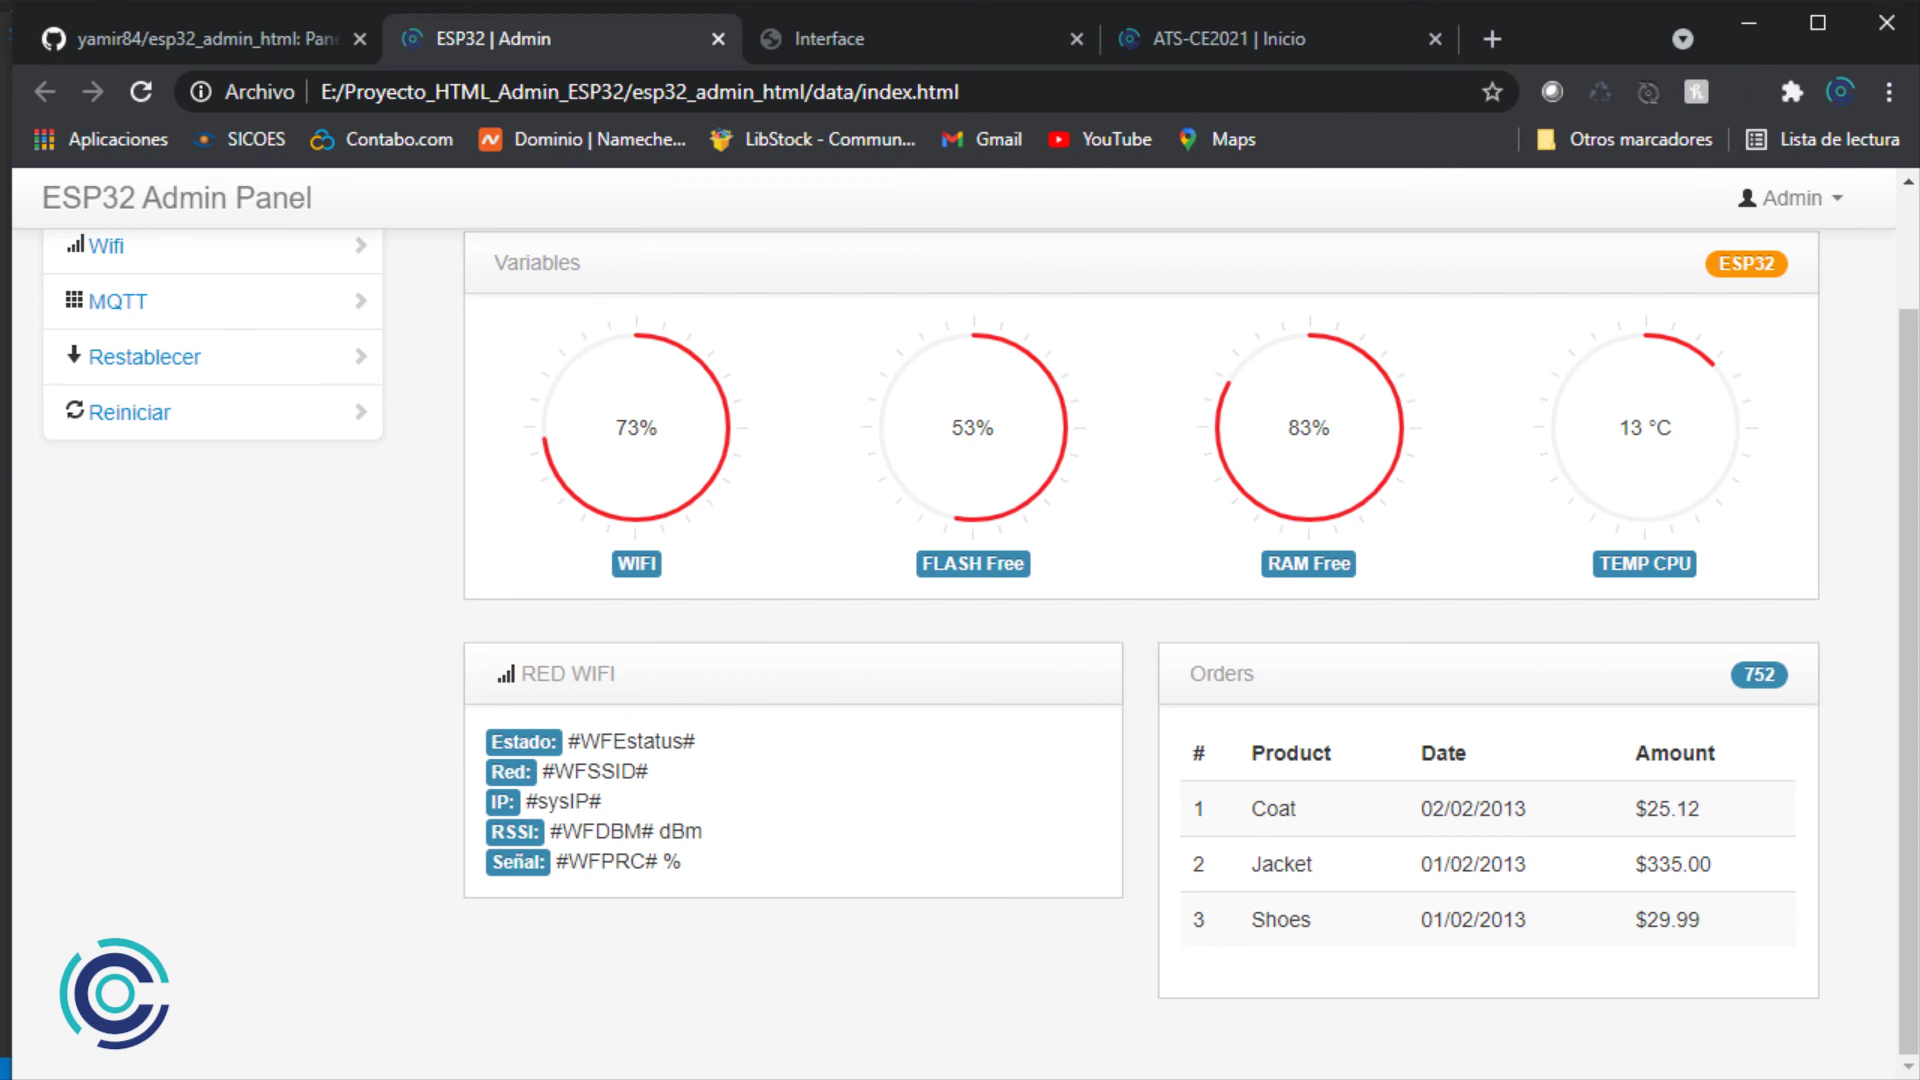 yamir84/esp32_admin_html: Pane
ESP32 | Admin
Interface
ATS-CE2021 | Inicio
Archivo
E:/Proyecto_HTML_Admin_ESP32/esp32_admin_html/data/index.html
Aplicaciones
SICOES
Contabo.com
Dominio | Nameche...
LibStock - Commun...
Gmail
YouTube
Maps
Otros marcadores
Lista de lectura
ESP32 Admin Panel
Admin
Wifi
MQTT
Restablecer
Reiniciar
Variables
ESP32
73%
53%
83%
13 °C
WIFI
FLASH Free
RAM Free
TEMP CPU
RED WIFI
Estado: #WFEstatus#
Red: #WFSSID#
IP: #sysIP#
RSSI: #WFDBM# dBm
Señal: #WFPRC# %
Orders
752
# Product Date Amount
1 Coat 02/02/2013 $25.12
2 Jacket 01/02/2013 $335.00
3 Shoes 01/02/2013 $29.99